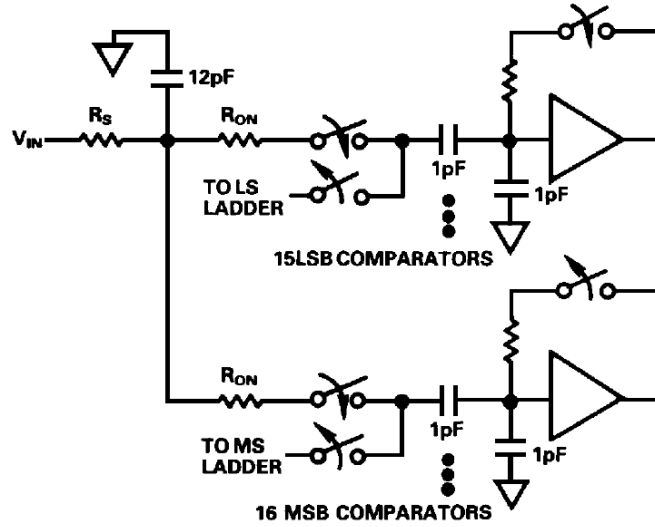 12pF
VIN
RS
RON
1pF
1pF
TO LS
LADDER
15LSB COMPARATORS
RON
1pF
1pF
TO MS
LADDER
16 MSB COMPARATORS